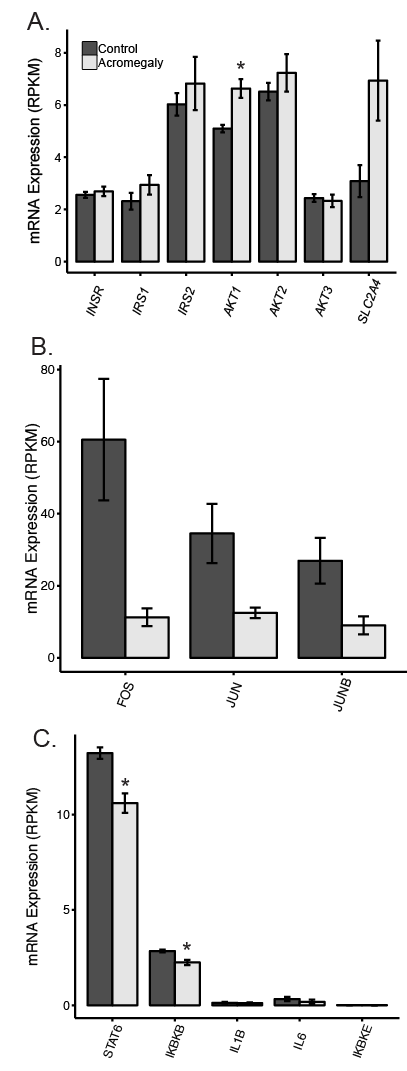 A.
Control
Acromegaly
mRNA Expression (RPKM)
8
6
4
2
0
*
INSR
IRS1
IRS2
AKT1
AKT2
AKT3
SLC2A4
B.
mRNA Expression (RPKM)
80
60
40
20
0
FOS
JUN
JUNB
C.
mRNA Expression (RPKM)
10
5
0
*
*
STAT6
IKBKB
IL1B
IL6
IKBKE